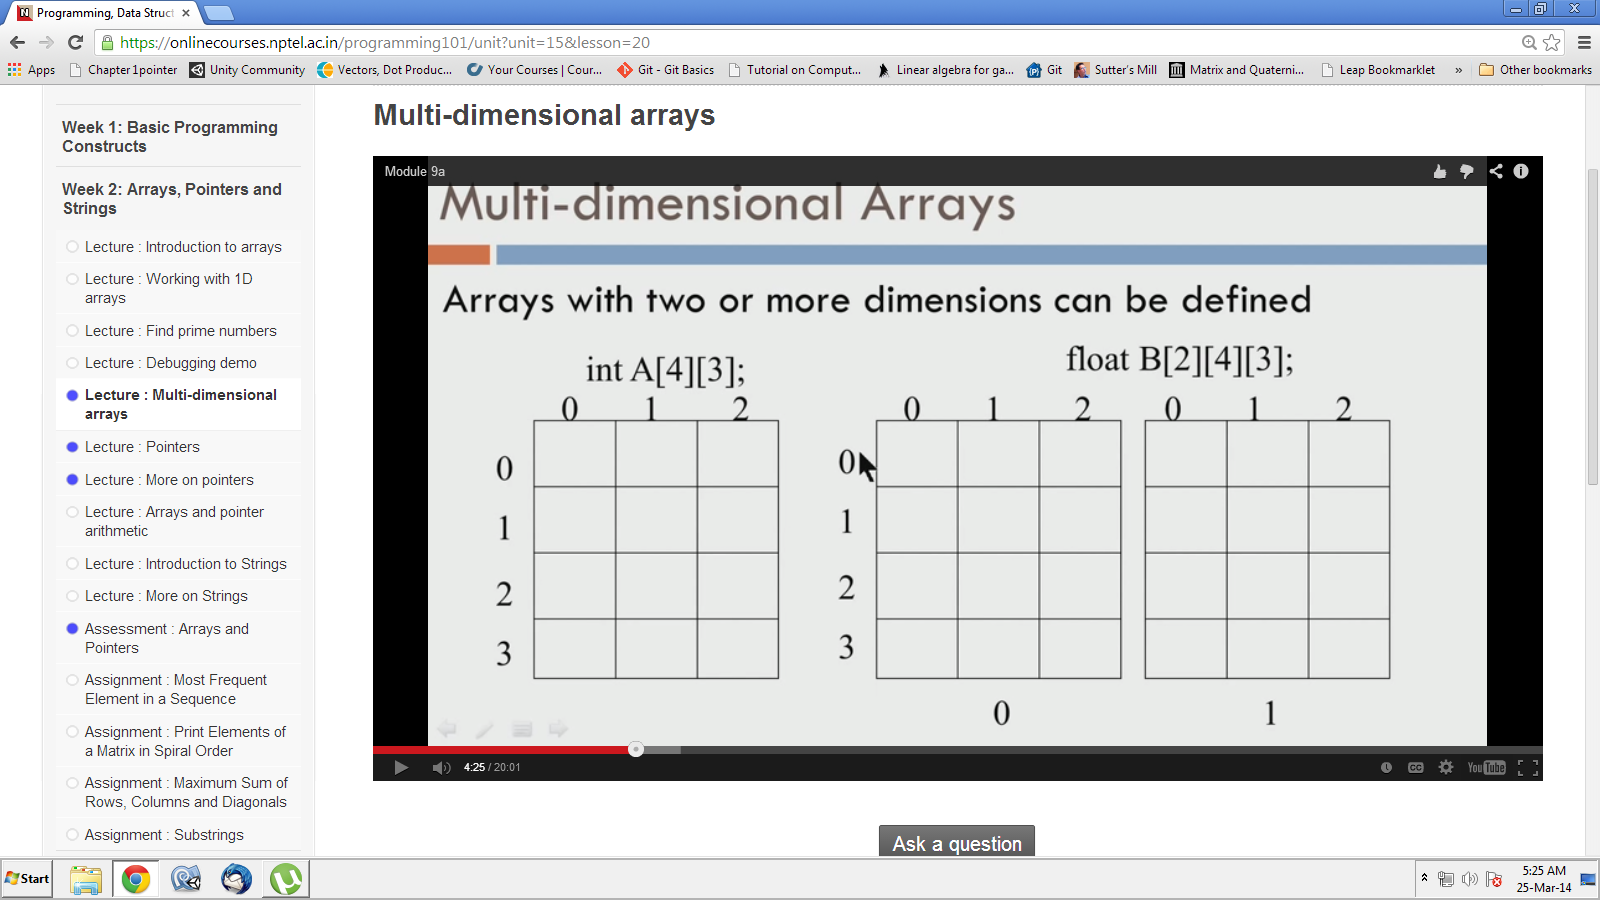 Programming, Data Struct
https://onlinecourses.nptel.ac.in/programming101/unit?unit=15&lesson=20
Apps Chapter1pointer Unity Community Vectors, Dot Produc... Your Courses | Cour... Git - Git Basics Tutorial on Comput... Linear algebra for ga... Git Sutter's Mill Matrix and Quaterni... Leap Bookmarklet » Other bookmarks
Week 1: Basic Programming
Constructs
Week 2: Arrays, Pointers and
Strings
Lecture : Introduction to arrays
Lecture : Working with 1D
arrays
Lecture : Find prime numbers
Lecture : Debugging demo
Lecture : Multi-dimensional
arrays
Lecture : Pointers
Lecture : More on pointers
Lecture : Arrays and pointer
arithmetic
Lecture : Introduction to Strings
Lecture : More on Strings
Assessment : Arrays and
Pointers
Assignment : Most Frequent
Element in a Sequence
Assignment : Print Elements of
a Matrix in Spiral Order
Assignment : Maximum Sum of
Rows, Columns and Diagonals
Assignment : Substrings
Multi-dimensional arrays
Module 9a
Multi-dimensional Arrays
Arrays with two or more dimensions can be defined
int A[4][3];
0 1 2
0
1
2
3
float B[2][4][3];
0 1 2 0 1 2
0
1
2
3
0 1
4:25 / 20:01
CC
YouTube
Ask a question
Start
5:25 AM
25-Mar-14